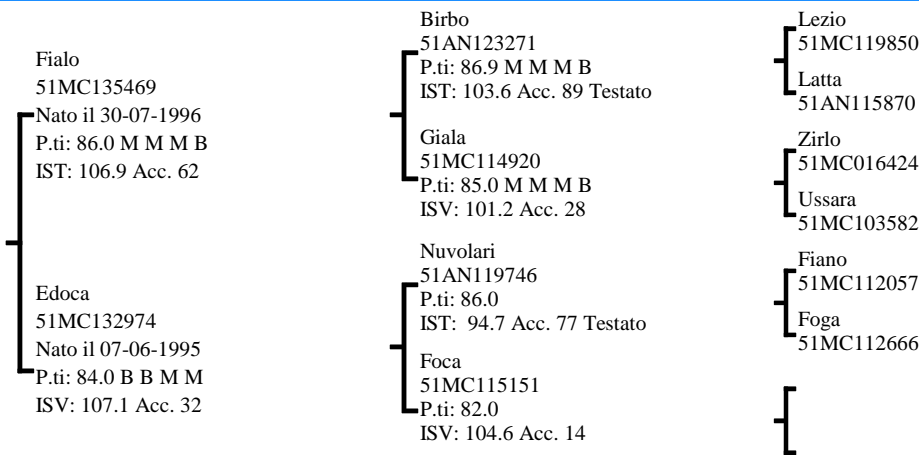 Fialo
51MC135469
Nato il 30-07-1996
P.ti: 86.0 M M M B
IST: 106.9 Acc. 62
Edoca
51MC132974
Nato il 07-06-1995
P.ti: 84.0 B B M M
ISV: 107.1 Acc. 32
Birbo
51AN123271
P.ti: 86.9 M M M B
IST: 103.6 Acc. 89 Testato
Giala
51MC114920
P.ti: 85.0 M M M B
ISV: 101.2 Acc. 28
Nuvolari
51AN119746
P.ti: 86.0
IST: 94.7 Acc. 77 Testato
Foca
51MC115151
P.ti: 82.0
ISV: 104.6 Acc. 14
Lezio
51MC119850
Latta
51AN115870
Zirlo
51MC016424
Ussara
51MC103582
Fiano
51MC112057
Foga
51MC112666